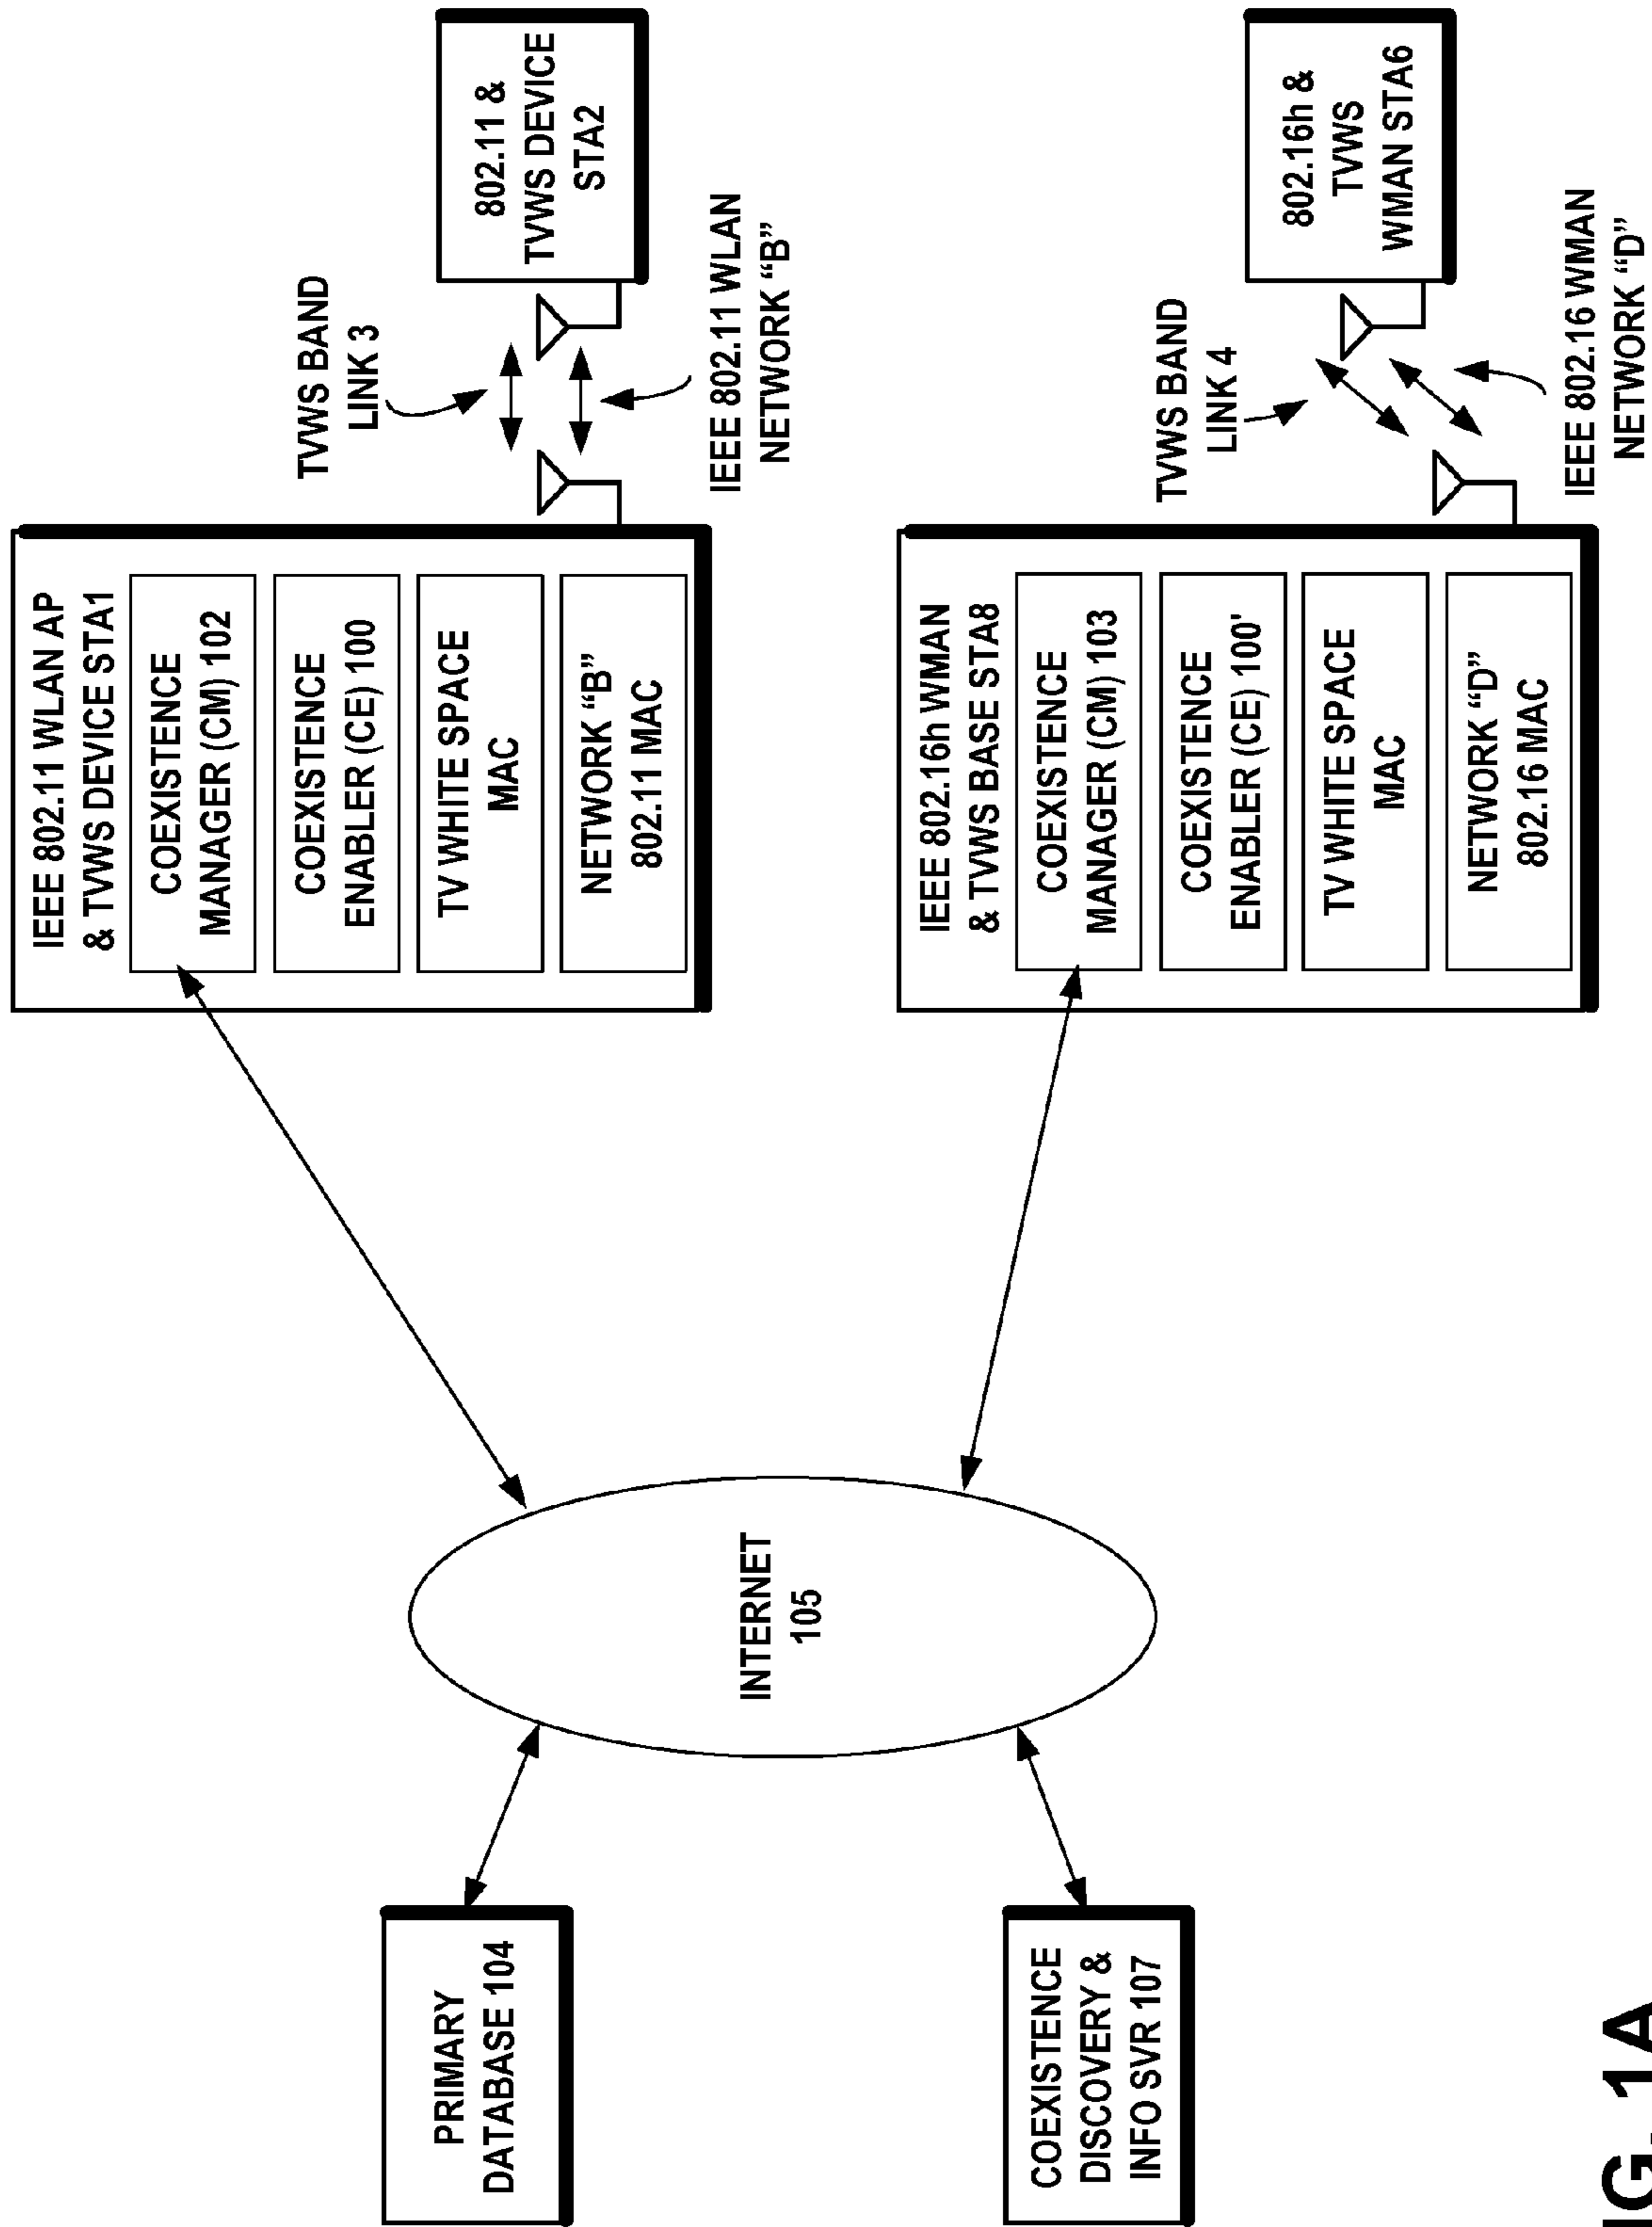 PRIMARY
DATABASE 104
COEXISTENCE
DISCOVERY &
INFO SVR 107
INTERNET
105
IEEE 802.11 WLAN AP
& TVWS DEVICE STA1
COEXISTENCE
MANAGER (CM) 102
COEXISTENCE
ENABLER (CE) 100
TV WHITE SPACE
MAC
NETWORK “B”
802.11 MAC
TVWS BAND
LINK 3
IEEE 802.11 WLAN
NETWORK “B”
802.11 &
TVWS DEVICE
STA2
IEEE 802.16h WMAN
& TVWS BASE STA8
COEXISTENCE
MANAGER (CM) 103
COEXISTENCE
ENABLER (CE) 100'
TV WHITE SPACE
MAC
NETWORK “D”
802.16 MAC
TVWS BAND
LINK 4
IEEE 802.16 WMAN
NETWORK “D”
802.16h &
TVWS
WMAN STA6
IG. 1A